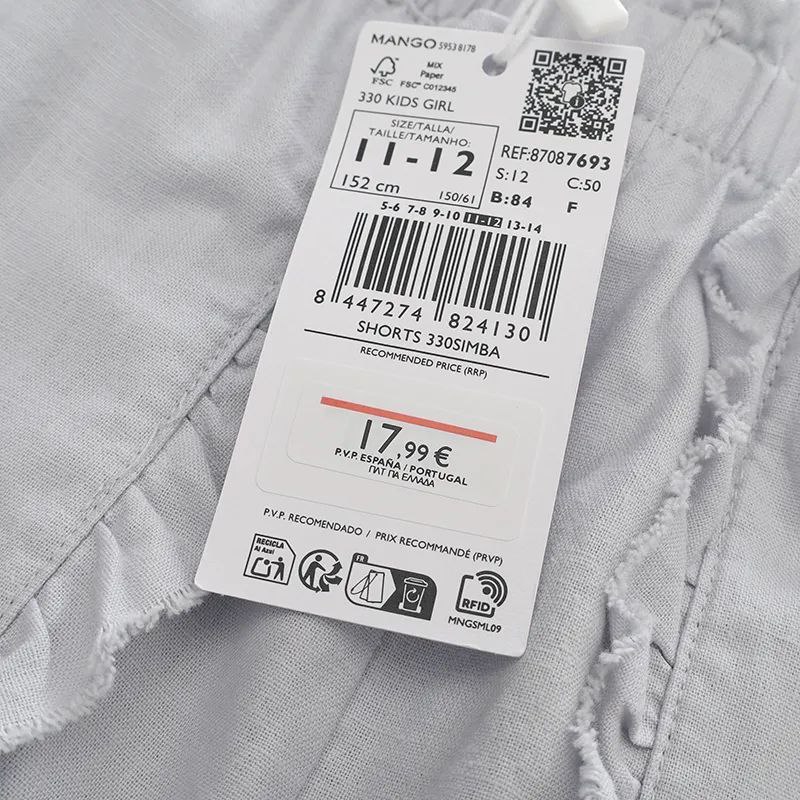 MANGO 5953 8178
FSC
MIX
Paper
FSC™ C012345
330 KIDS GIRL
SIZE/TALLA/
TAILLE/TAMANHO:
11-12
152 cm 150/61
REF:87087693
S:12 C:50
B:84 F
5-6 7-8 9-10 11-12 13-14
8 447274 824130
SHORTS 330SIMBA
RECOMMENDED PRICE (RRP)
17,99 €
P.V.P. ESPAÑA / PORTUGAL
ΠΛΤ ΓΙΑ ΕΛΛΑΔΑ
P.V.P. RECOMENDADO / PRIX RECOMMANDÉ (PRVP)
RECICLA
Al Azul
FR
RFID
MNGSML09